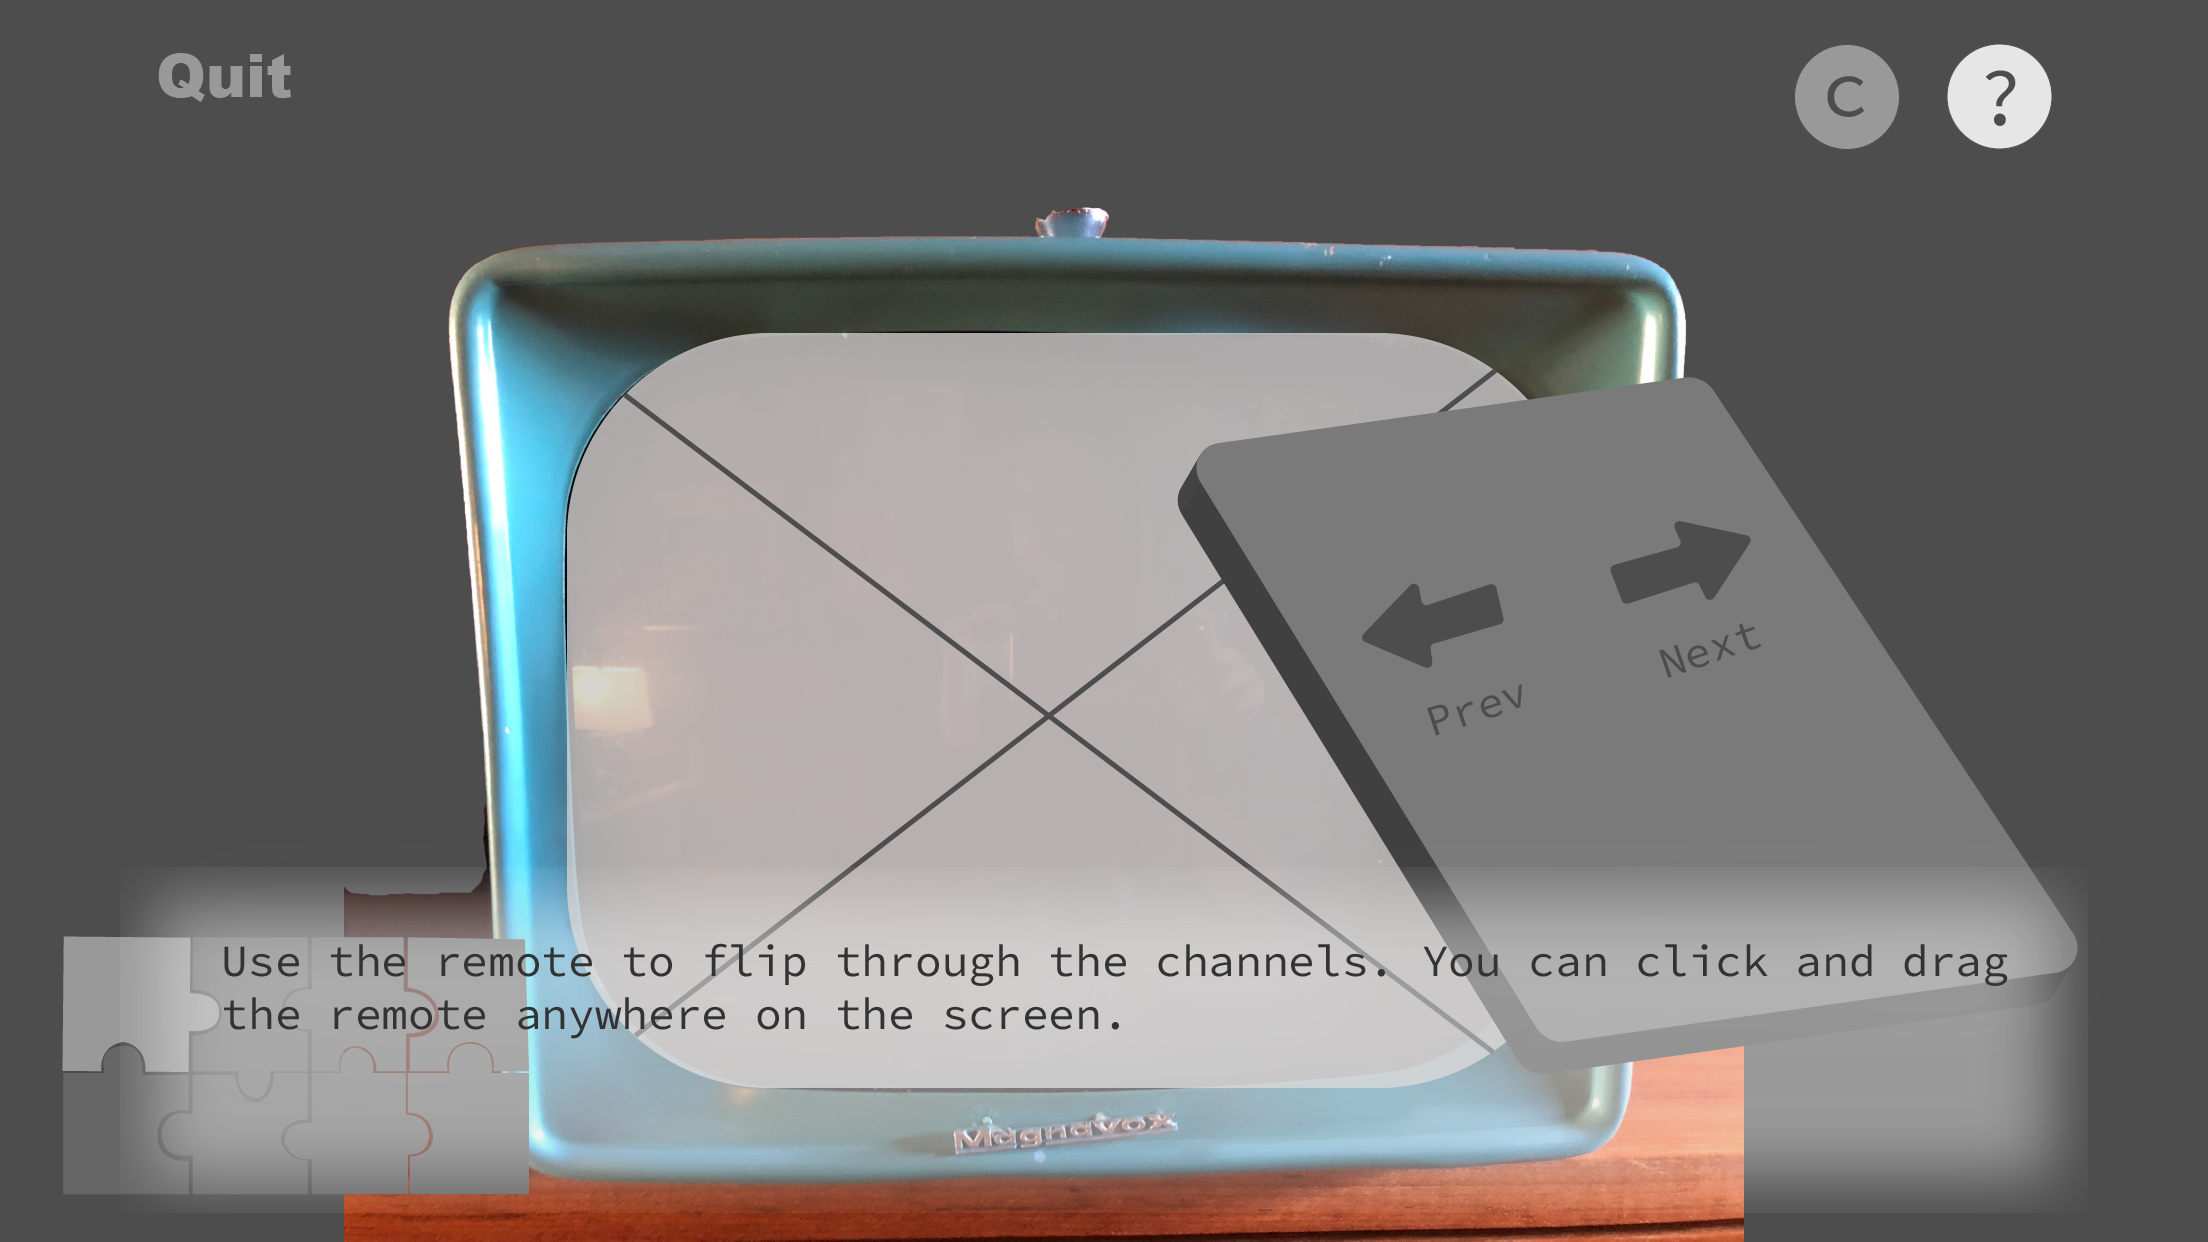 Quit
C
?
Prev
Next
Use the remote to flip through the channels. You can click and drag
the remote anywhere on the screen.
Magnavox